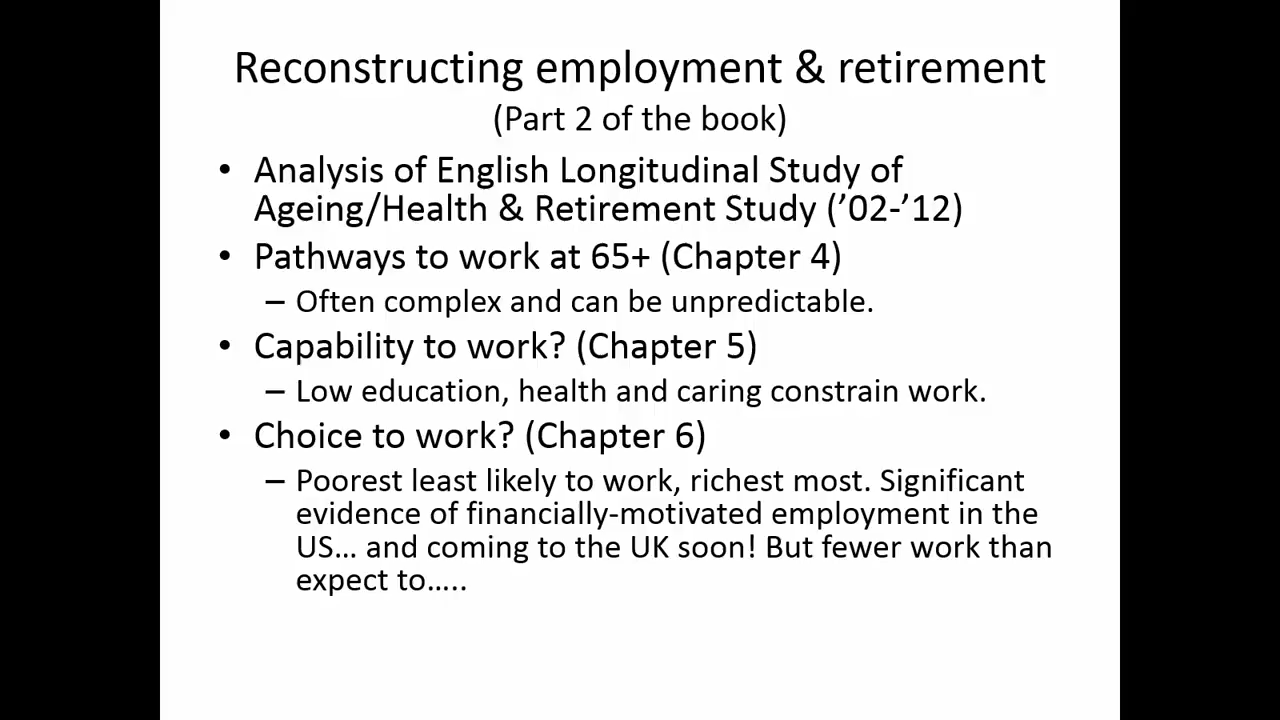 Reconstructing employment & retirement
(Part 2 of the book)
• Analysis of English Longitudinal Study of
Ageing/Health & Retirement Study (’02-’12)
• Pathways to work at 65+ (Chapter 4)
– Often complex and can be unpredictable.
• Capability to work? (Chapter 5)
– Low education, health and caring constrain work.
• Choice to work? (Chapter 6)
– Poorest least likely to work, richest most. Significant
evidence of financially-motivated employment in the
US… and coming to the UK soon! But fewer work than
expect to…..